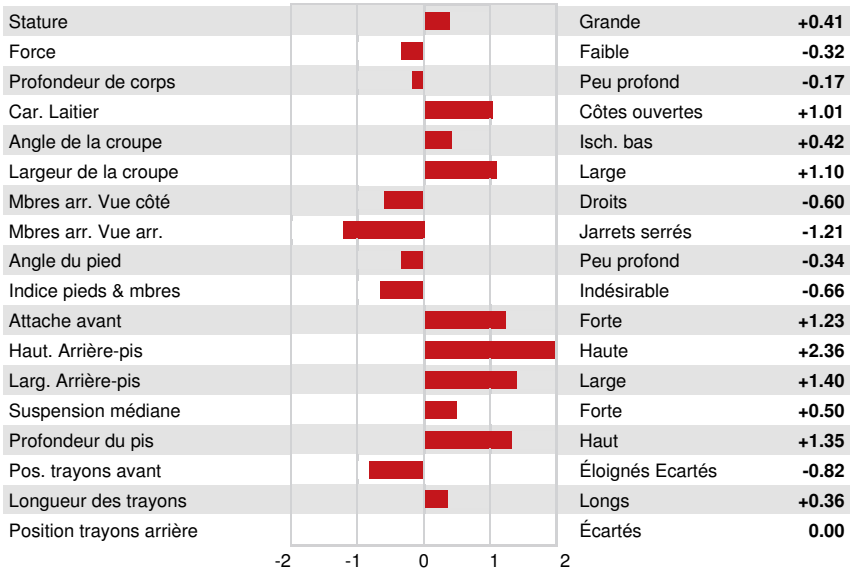 Stature Grande +0.41
Force Faible -0.32
Profondeur de corps Peu profond -0.17
Car. Laitier Côtes ouvertes +1.01
Angle de la croupe Isch. bas +0.42
Largeur de la croupe Large +1.10
Mbres arr. Vue côté Droits -0.60
Mbres arr. Vue arr. Jarrets serrés -1.21
Angle du pied Peu profond -0.34
Indice pieds & mbres Indésirable -0.66
Attache avant Forte +1.23
Haut. Arrière-pis Haute +2.36
Larg. Arrière-pis Large +1.40
Suspension médiane Forte +0.50
Profondeur du pis Haut +1.35
Pos. trayons avant Éloignés Ecartés -0.82
Longueur des trayons Longs +0.36
Position trayons arrière Écartés 0.00
-2 -1 0 1 2